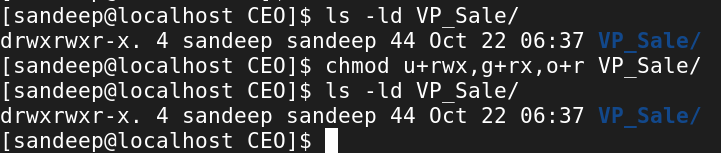 [sandeep@localhost CEO]$ ls -ld VP_Sale/
drwxrwxr-x. 4 sandeep sandeep 44 Oct 22 06:37 VP_Sale/
[sandeep@localhost CEO]$ chmod u+rwx,g+rx,o+r VP_Sale/
[sandeep@localhost CEO]$ ls -ld VP_Sale/
drwxrwxr-x. 4 sandeep sandeep 44 Oct 22 06:37 VP_Sale/
[sandeep@localhost CEO]$